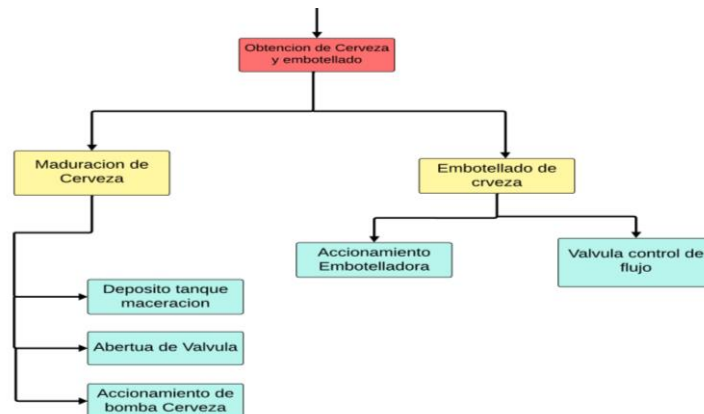 Obtencion de Cerveza
y embotellado
Maduracion de
Cerveza
Embotellado de
crveza
Accionamiento
Embotelladora
Valvula control de
flujo
Deposito tanque
maceracion
Abertua de Valvula
Accionamiento de
bomba Cerveza